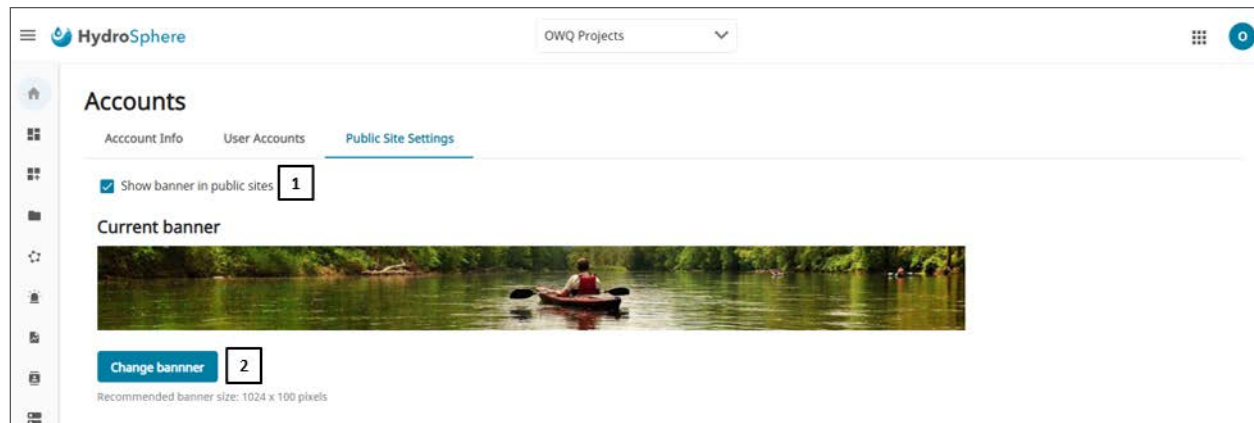 HydroSphere
OWQ Projects
O
Accounts
Acccount Info
User Accounts
Public Site Settings
Show banner in public sites
1
Current banner
Change bannner
2
Recommended banner size: 1024 x 100 pixels